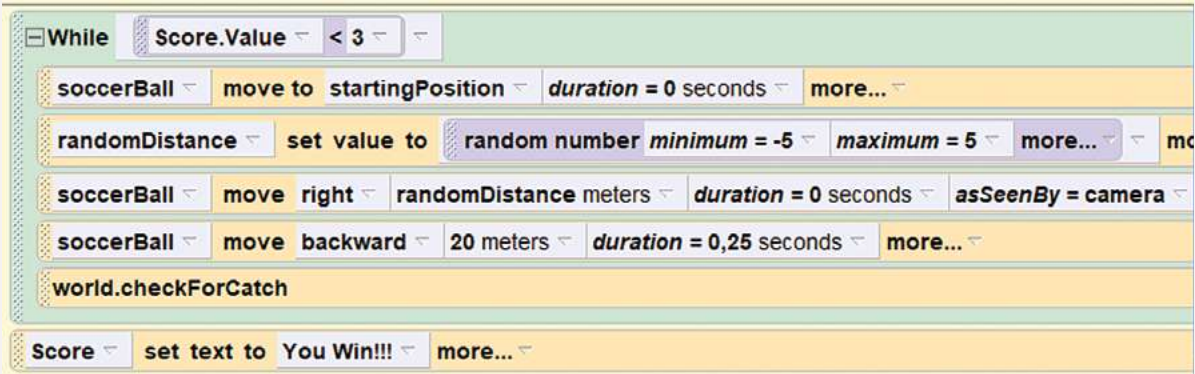 While Score.Value < 3
soccerBall move to startingPosition duration = 0 seconds more...
randomDistance set value to random number minimum = -5 maximum = 5 more... mo
soccerBall move right randomDistance meters duration = 0 seconds asSeenBy = camera
soccerBall move backward 20 meters duration = 0,25 seconds more...
world.checkForCatch
Score set text to You Win!!! more...